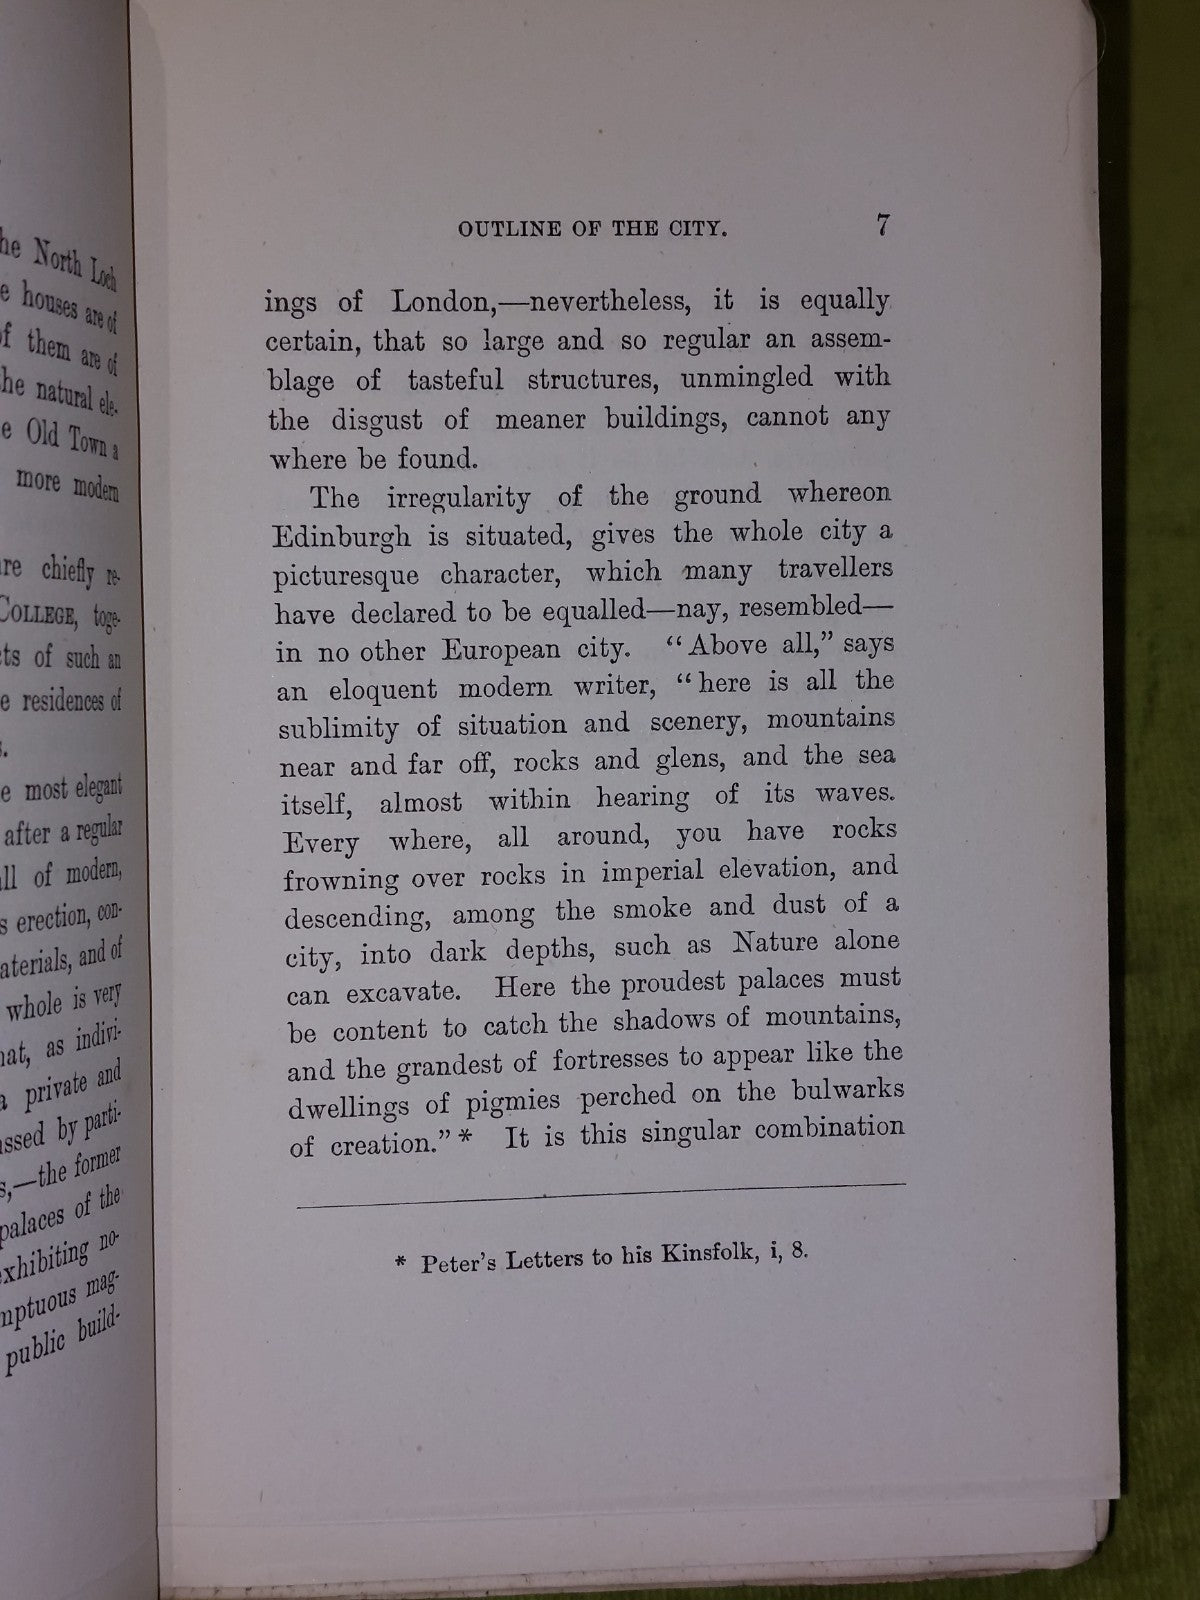 he North Loch
e houses are of
of them are of
he natural ele-
e Old Town a
more modern
re chiefly re-
COLLEGE, toge-
ts of such an
e residences of
s.
e most elegant
after a regular
all of modern,
s erection, con-
aterials, and of
whole is very
hat, as indivi-
a private and
assed by parti-
s,—the former
palaces of the
exhibiting no-
mptuous mag-
public build-
OUTLINE OF THE CITY. 7
ings of London,—nevertheless, it is equally
certain, that so large and so regular an assem-
blage of tasteful structures, unmingled with
the disgust of meaner buildings, cannot any
where be found.
The irregularity of the ground whereon
Edinburgh is situated, gives the whole city a
picturesque character, which many travellers
have declared to be equalled—nay, resembled—
in no other European city. “Above all,” says
an eloquent modern writer, “here is all the
sublimity of situation and scenery, mountains
near and far off, rocks and glens, and the sea
itself, almost within hearing of its waves.
Every where, all around, you have rocks
frowning over rocks in imperial elevation, and
descending, among the smoke and dust of a
city, into dark depths, such as Nature alone
can excavate. Here the proudest palaces must
be content to catch the shadows of mountains,
and the grandest of fortresses to appear like the
dwellings of pigmies perched on the bulwarks
of creation.”* It is this singular combination
* Peter's Letters to his Kinsfolk, i, 8.